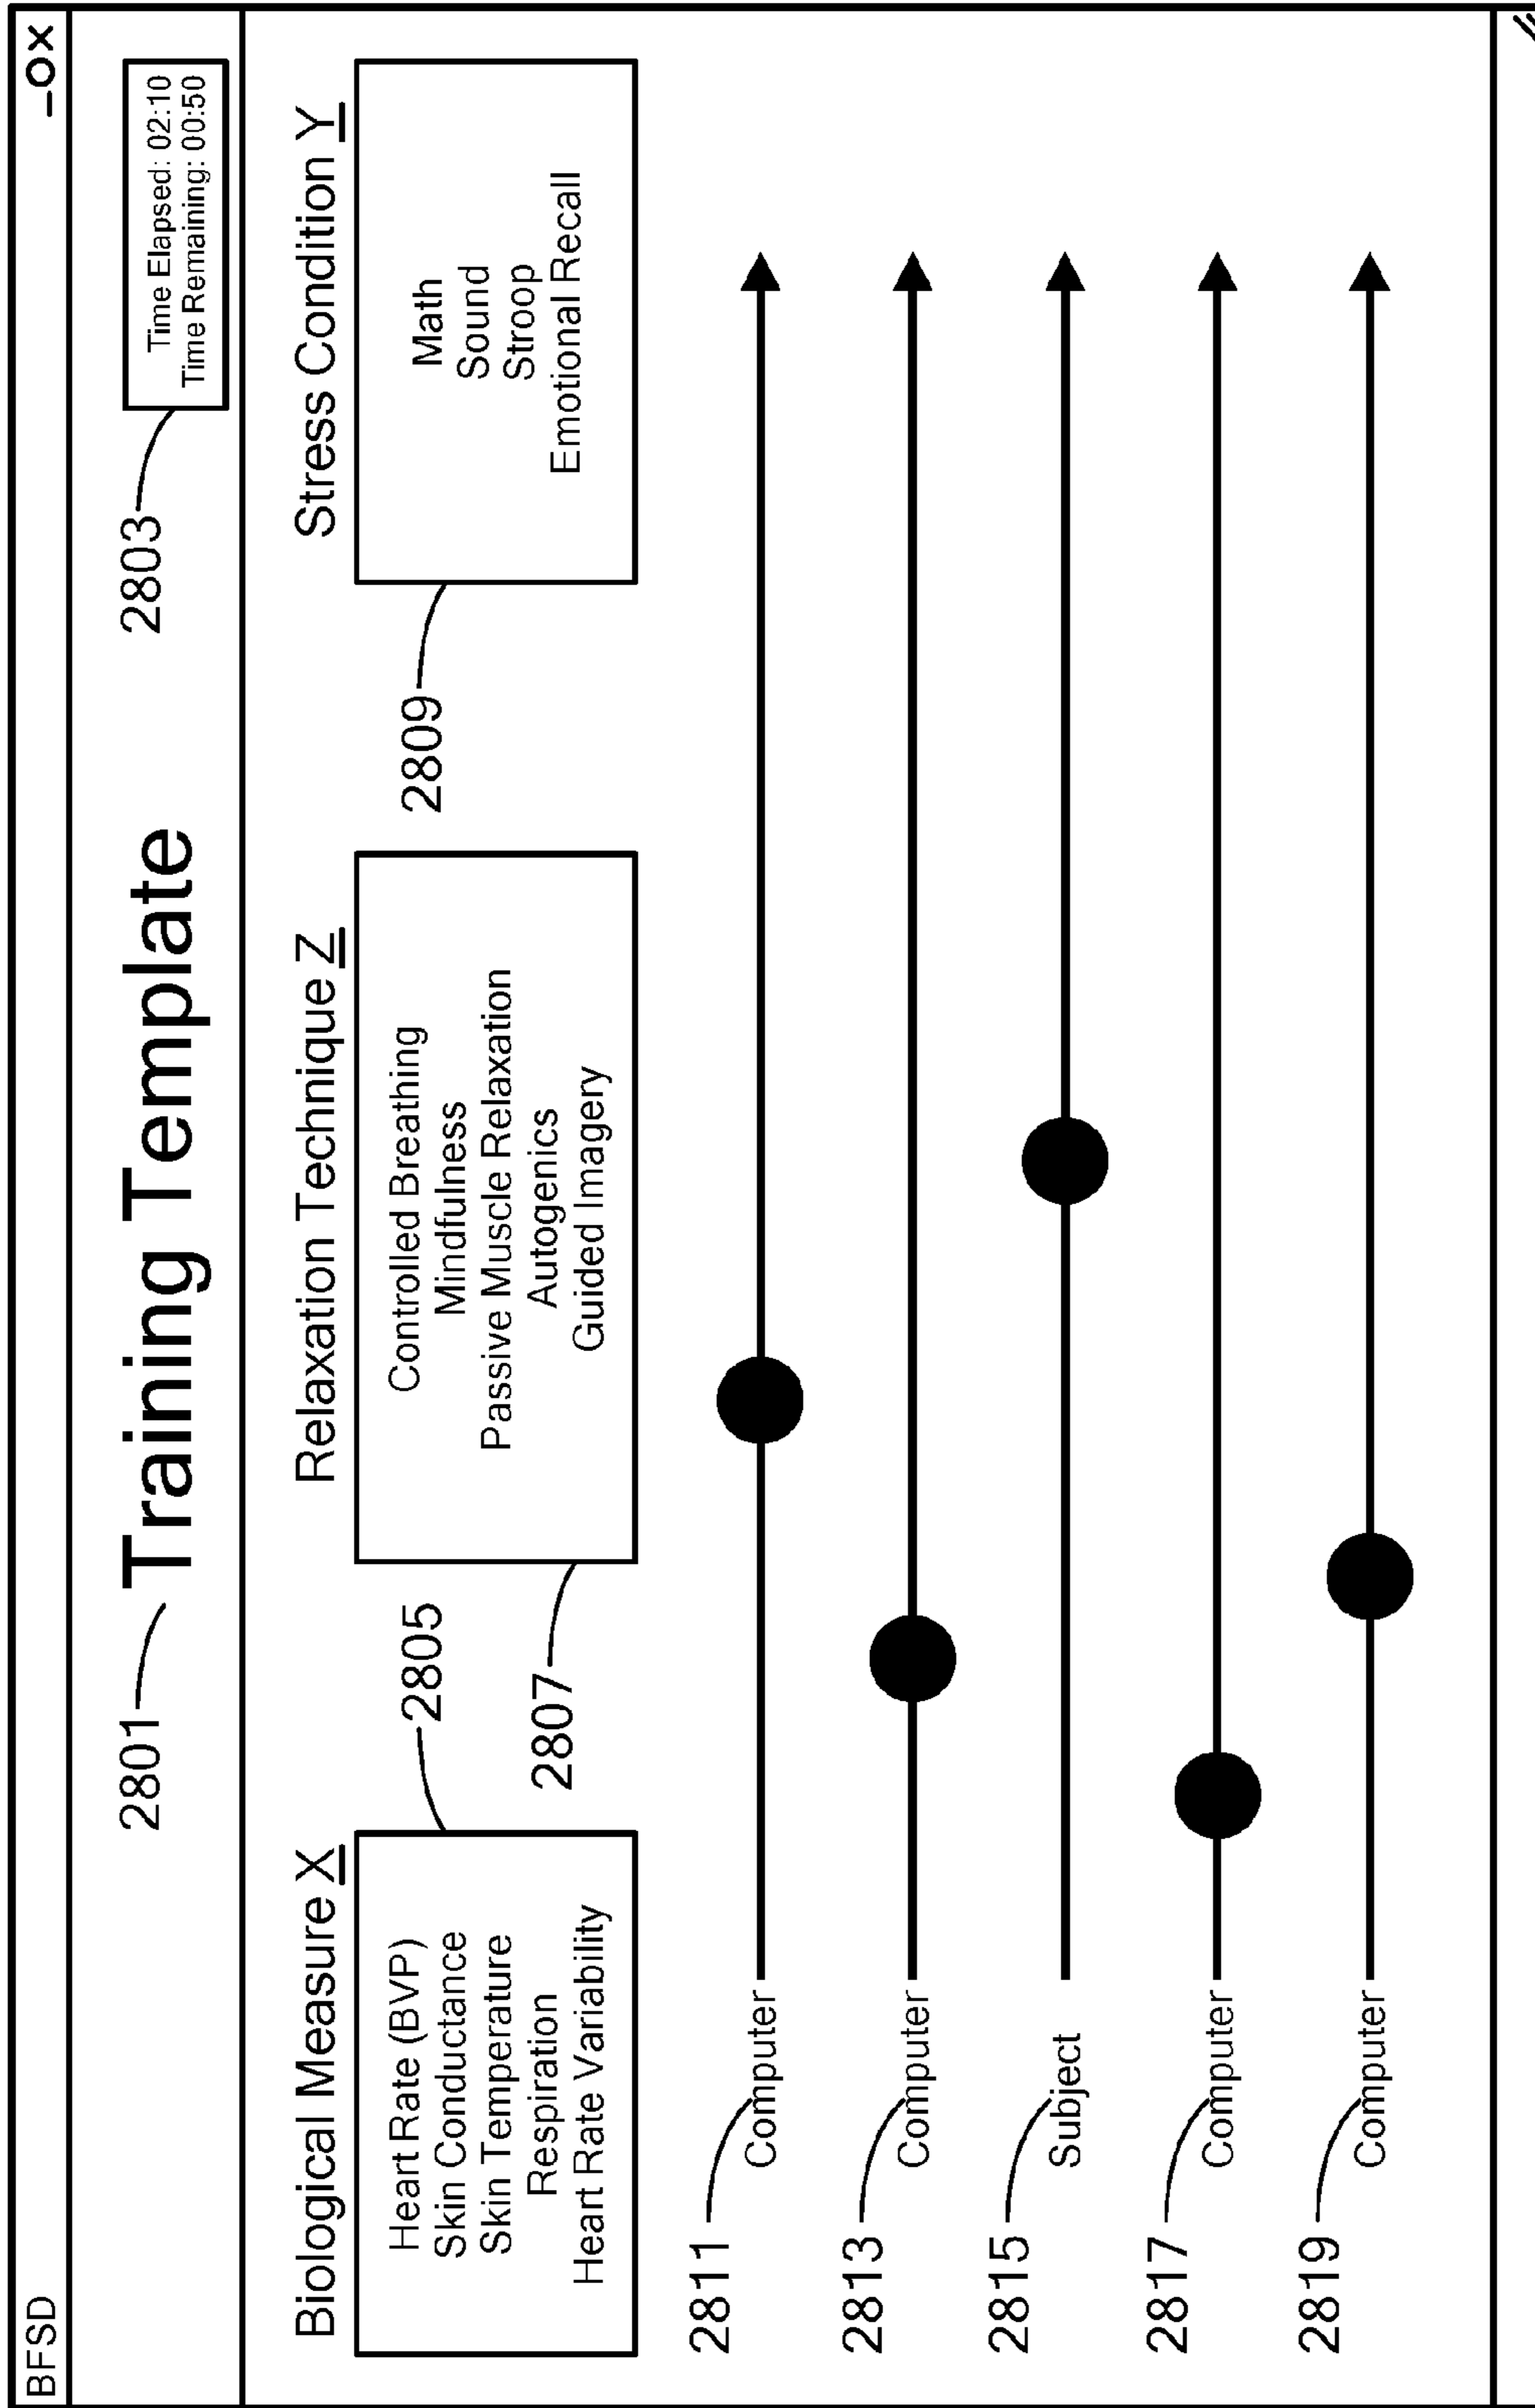 BFSD
_OX
2801
Training Template
2803
Time Elapsed: 02:10
Time Remaining: 00:50
Biological Measure X
Heart Rate (BVP)
Skin Conductance
Skin Temperature
Respiration
Heart Rate Variability
2805
2807
Relaxation Technique Z
Controlled Breathing
Mindfulness
Passive Muscle Relaxation
Autogenics
Guided Imagery
2809
Stress Condition Y
Math
Sound
Stroop
Emotional Recall
2811
Computer
2813
Computer
2815
Subject
2817
Computer
2819
Computer